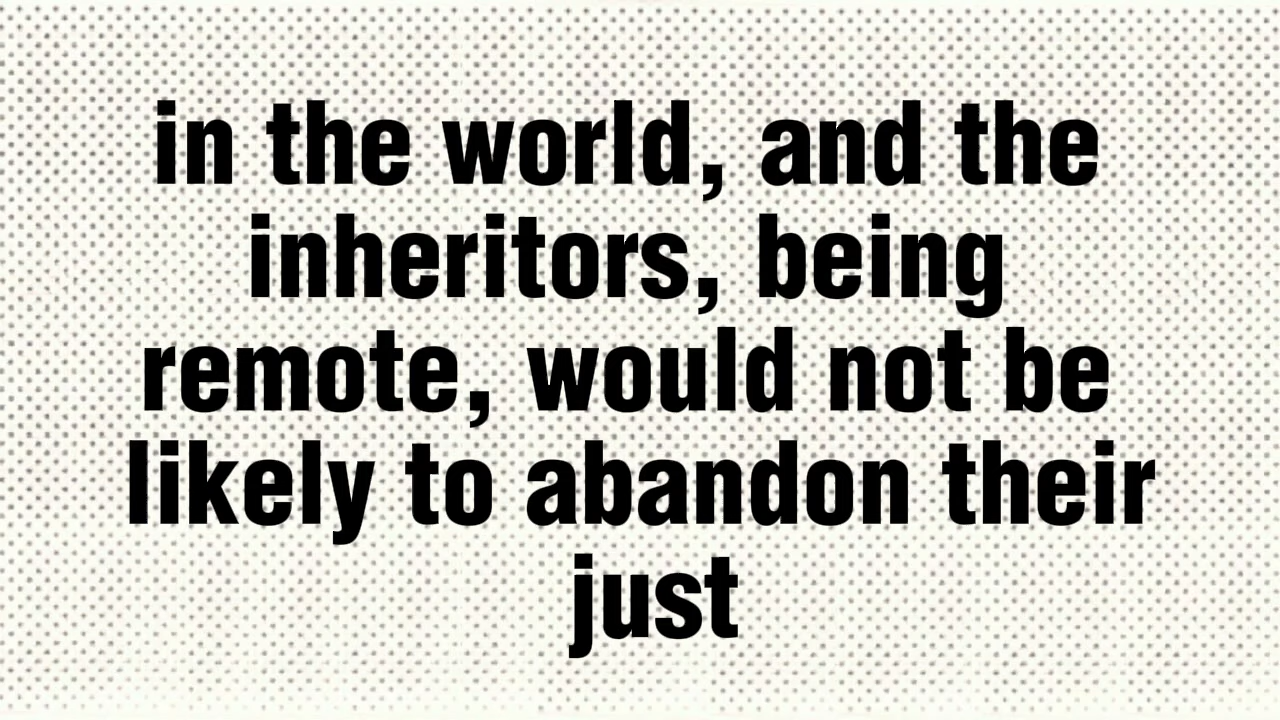 in the world, and the
inheritors, being
remote, would not be
likely to abandon their
just